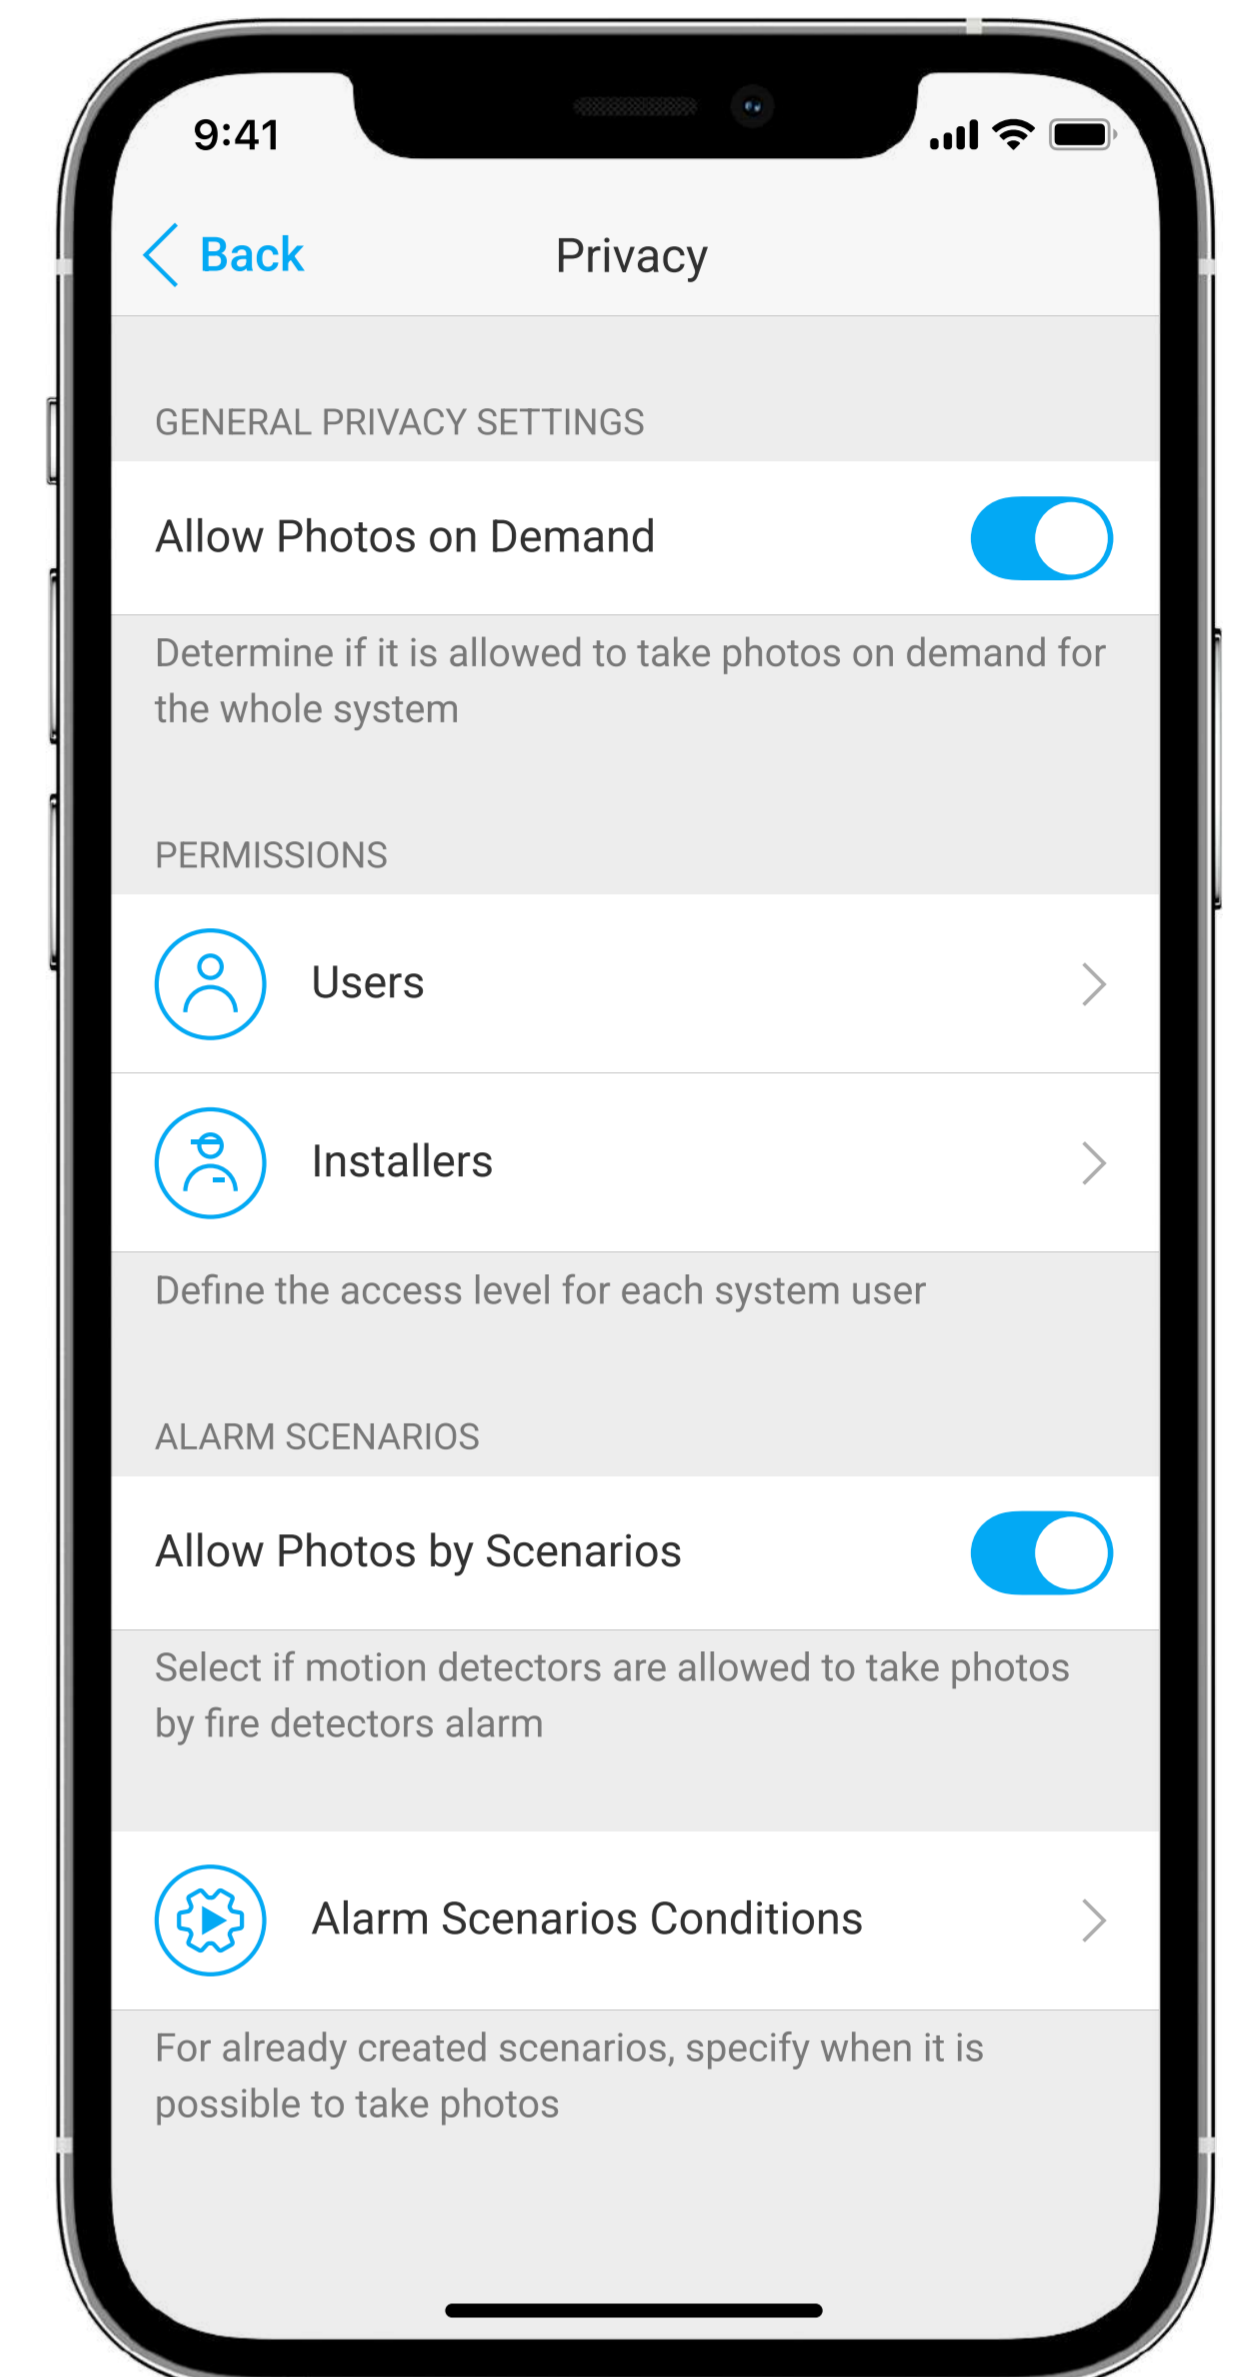 9:41
Back
Privacy
GENERAL PRIVACY SETTINGS
Allow Photos on Demand
Determine if it is allowed to take photos on demand for
the whole system
PERMISSIONS
Users
Installers
Define the access level for each system user
ALARM SCENARIOS
Allow Photos by Scenarios
Select if motion detectors are allowed to take photos
by fire detectors alarm
Alarm Scenarios Conditions
For already created scenarios, specify when it is
possible to take photos